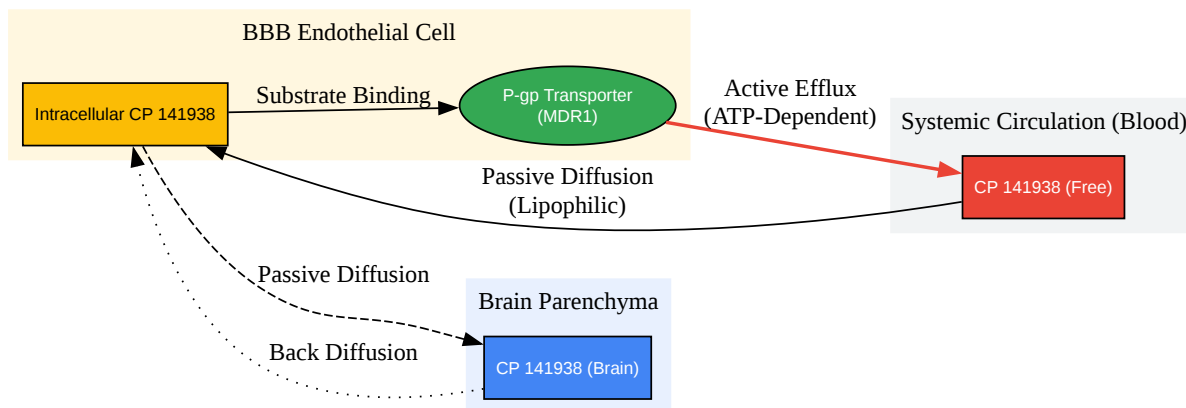 BBB Endothelial Cell
Intracellular CP 141938
Substrate Binding
P-gp Transporter
(MDR1)
Active Efflux
(ATP-Dependent)
Systemic Circulation (Blood)
CP 141938 (Free)
Passive Diffusion
(Lipophilic)
Passive Diffusion
Brain Parenchyma
Back Diffusion
CP 141938 (Brain)